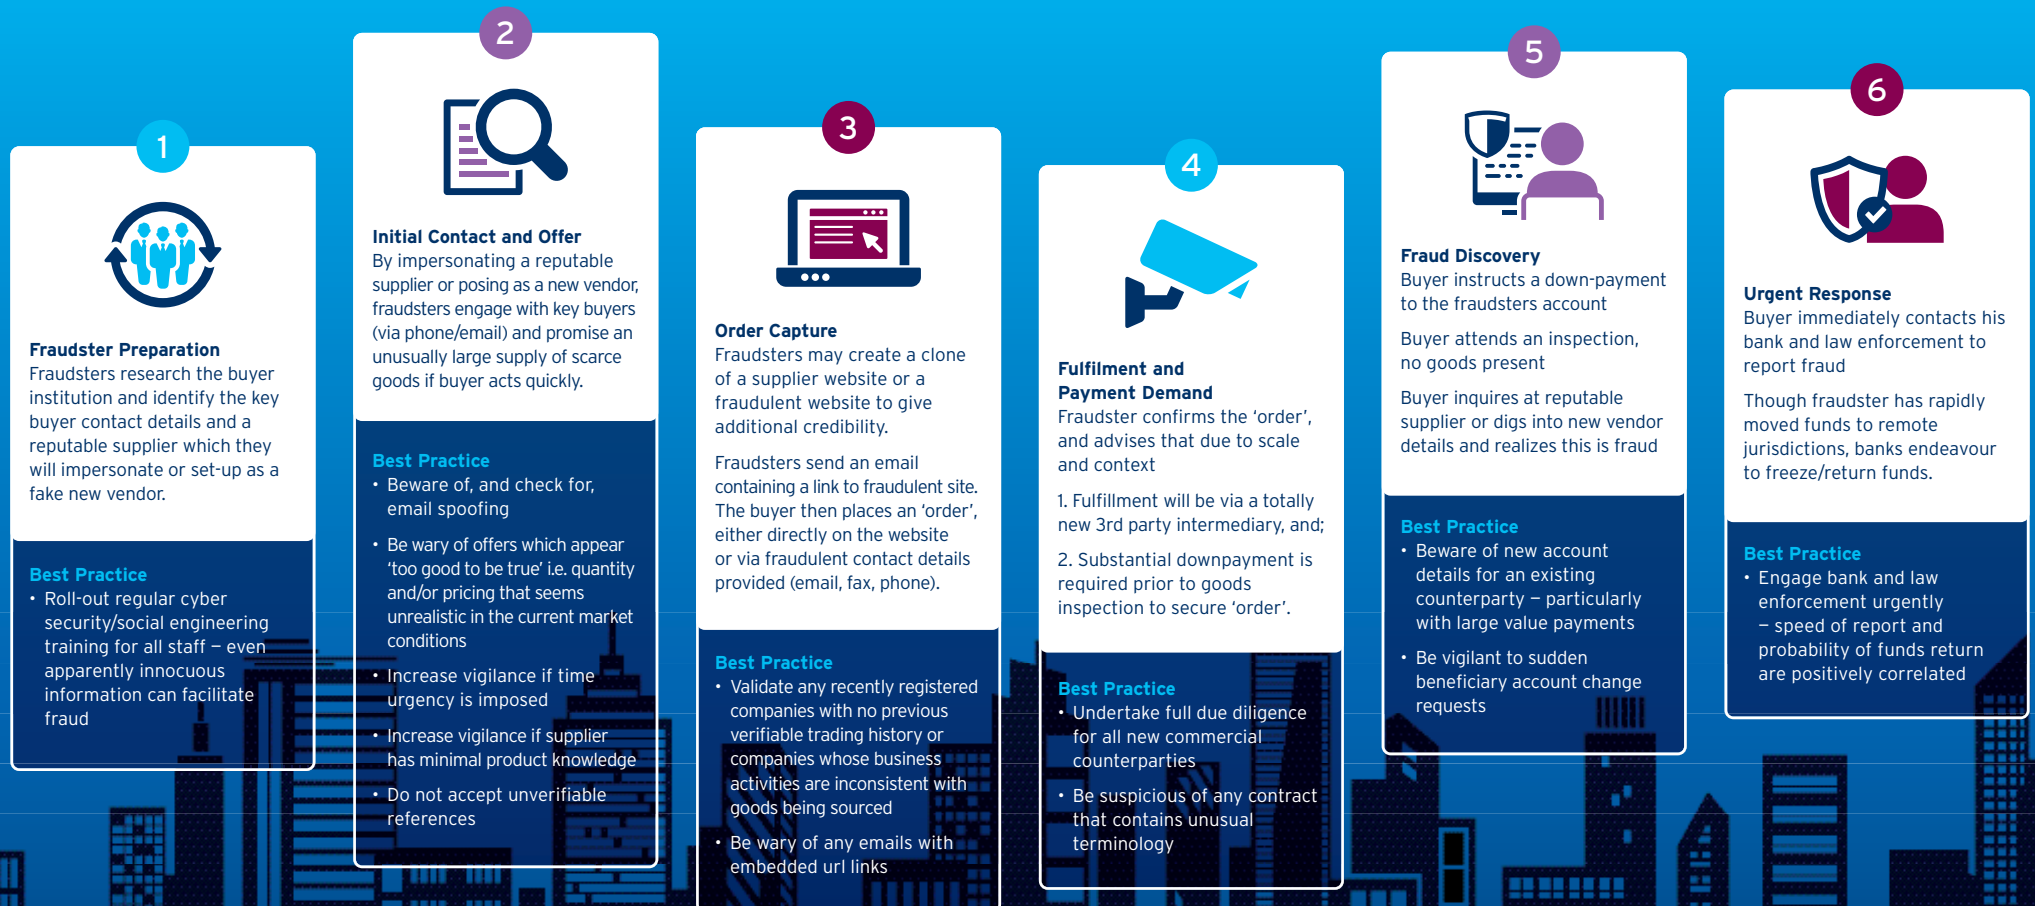 1
Fraudster Preparation
Fraudsters research the buyer
institution and identify the key
buyer contact details and a
reputable supplier which they
will impersonate or set-up as a
fake new vendor.
Best Practice
• Roll-out regular cyber
security/social engineering
training for all staff – even
apparently innocuous
information can facilitate
fraud
2
Initial Contact and Offer
By impersonating a reputable
supplier or posing as a new vendor,
fraudsters engage with key buyers
(via phone/email) and promise an
unusually large supply of scarce
goods if buyer acts quickly.
Best Practice
• Beware of, and check for,
email spoofing
• Be wary of offers which appear
‘too good to be true’ i.e. quantity
and/or pricing that seems
unrealistic in the current market
conditions
• Increase vigilance if time
urgency is imposed
• Increase vigilance if supplier
has minimal product knowledge
• Do not accept unverifiable
references
3
Order Capture
Fraudsters may create a clone
of a supplier website or a
fraudulent website to give
additional credibility.
Fraudsters send an email
containing a link to fraudulent site.
The buyer then places an ‘order’,
either directly on the website
or via fraudulent contact details
provided (email, fax, phone).
Best Practice
• Validate any recently registered
companies with no previous
verifiable trading history or
companies whose business
activities are inconsistent with
goods being sourced
• Be wary of any emails with
embedded url links
4
Fulfilment and
Payment Demand
Fraudster confirms the ‘order’,
and advises that due to scale
and context
1. Fulfillment will be via a totally
new 3rd party intermediary, and;
2. Substantial downpayment is
required prior to goods
inspection to secure ‘order’.
Best Practice
• Undertake full due diligence
for all new commercial
counterparties
• Be suspicious of any contract
that contains unusual
terminology
5
Fraud Discovery
Buyer instructs a down-payment
to the fraudsters account
Buyer attends an inspection,
no goods present
Buyer inquires at reputable
supplier or digs into new vendor
details and realizes this is fraud
Best Practice
• Beware of new account
details for an existing
counterparty – particularly
with large value payments
• Be vigilant to sudden
beneficiary account change
requests
6
Urgent Response
Buyer immediately contacts his
bank and law enforcement to
report fraud
Though fraudster has rapidly
moved funds to remote
jurisdictions, banks endeavour
to freeze/return funds.
Best Practice
• Engage bank and law
enforcement urgently
– speed of report and
probability of funds return
are positively correlated